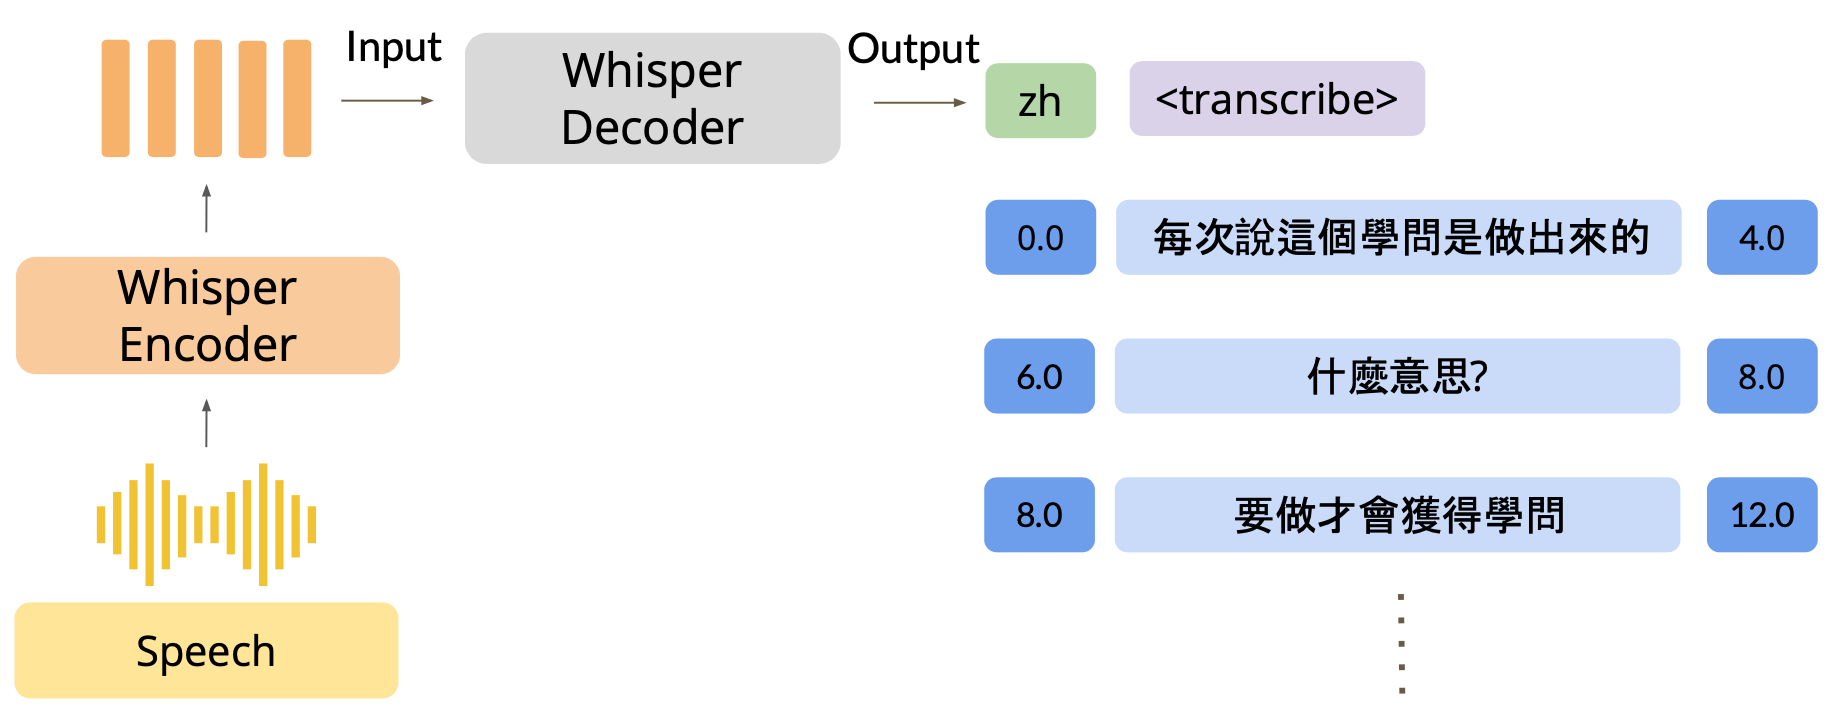 Input
Whisper
Decoder
Output
zh
<transcribe>
Whisper
Encoder
Speech
0.0
每次說這個學問是做出來的
4.0
6.0
什麼意思?
8.0
8.0
要做才會獲得學問
12.0